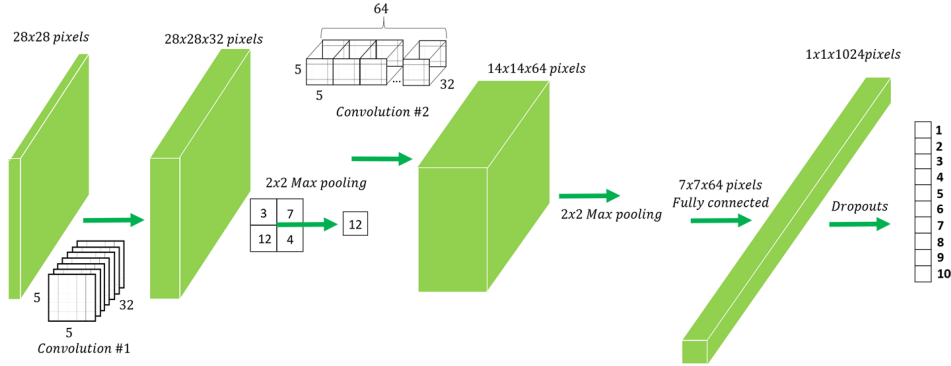 28x28 pixels
5
5
32
Convolution #1
28x28x32 pixels
2x2 Max pooling
3 7
12 4
12
64
5
5
...
32
Convolution #2
14x14x64 pixels
2x2 Max pooling
7x7x64 pixels
Fully connected
1x1x1024pixels
Dropouts
1
2
3
4
5
6
7
8
9
10